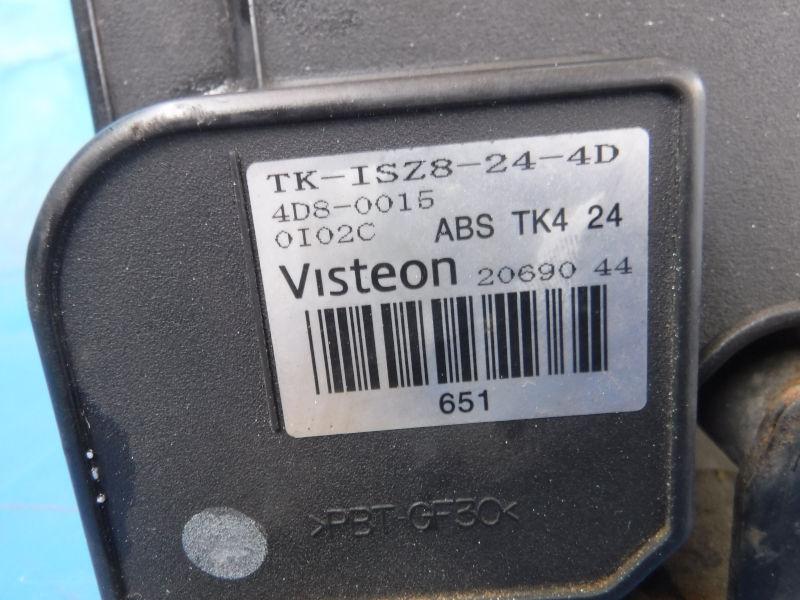 TK-ISZ8-24-4D
4D8-0015
0I02C ABS TK4 24
Visteon 20690 44
651
>PBT-GF30<